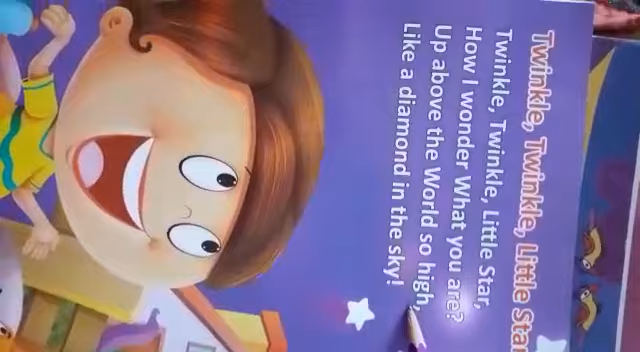 Twinkle, Twinkle, Little Star
Twinkle, Twinkle, Little Star,
How I wonder What you are?
Up above the World so high,
Like a diamond in the sky!